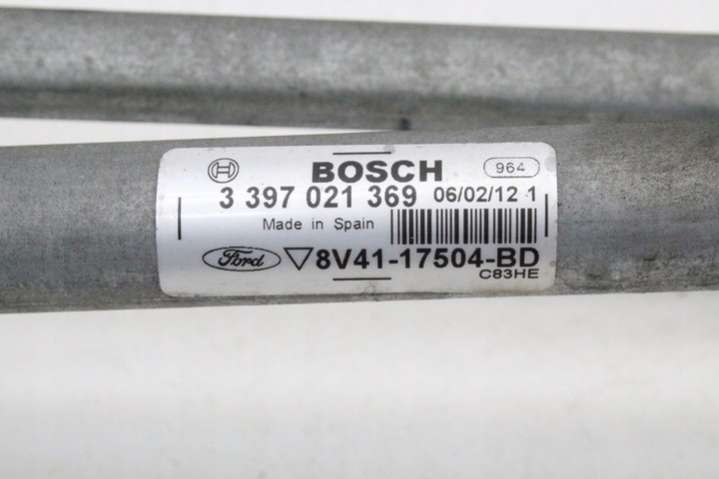 BOSCH 964
3 397 021 369 06/02/12 1
Made in Spain
Ford 8V41-17504-BD
C83HE